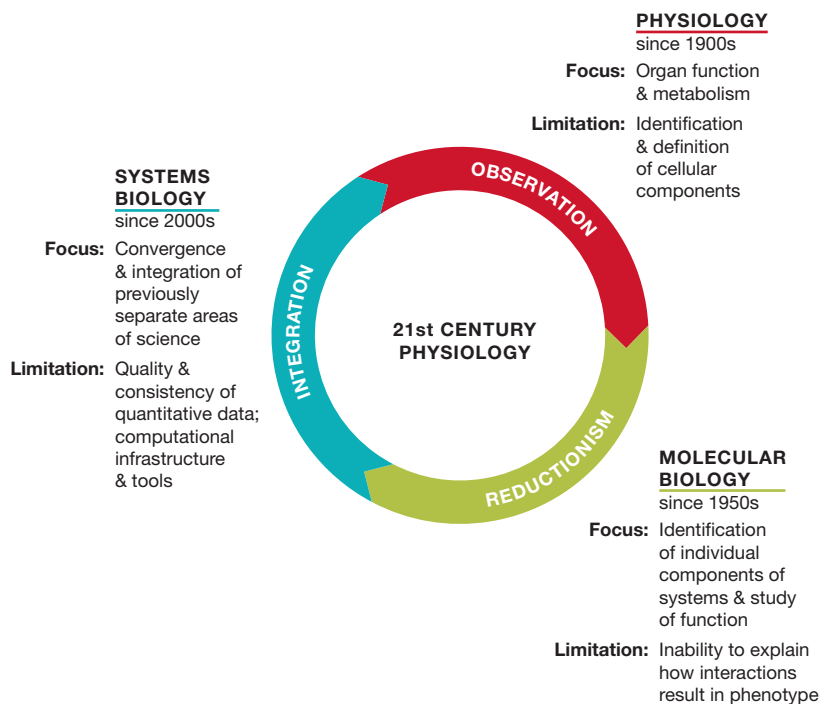 PHYSIOLOGY
since 1900s
Focus: Organ function
& metabolism
Limitation: Identification
& definition
of cellular
components
OBSERVATION
SYSTEMS
BIOLOGY
since 2000s
Focus: Convergence
& integration of
previously
separate areas
of science
Limitation: Quality &
consistency of
quantitative data;
computational
infrastructure
& tools
INTEGRATION
21st CENTURY
PHYSIOLOGY
REDUCTIONISM
MOLECULAR
BIOLOGY
since 1950s
Focus: Identification
of individual
components of
systems & study
of function
Limitation: Inability to explain
how interactions
result in phenotype